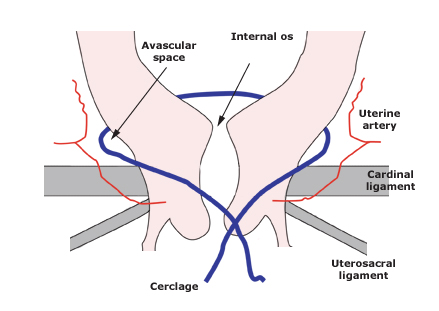 Internal os
Avascular
space
Uterine
artery
Cardinal
ligament
Uterosacral
ligament
Cerclage